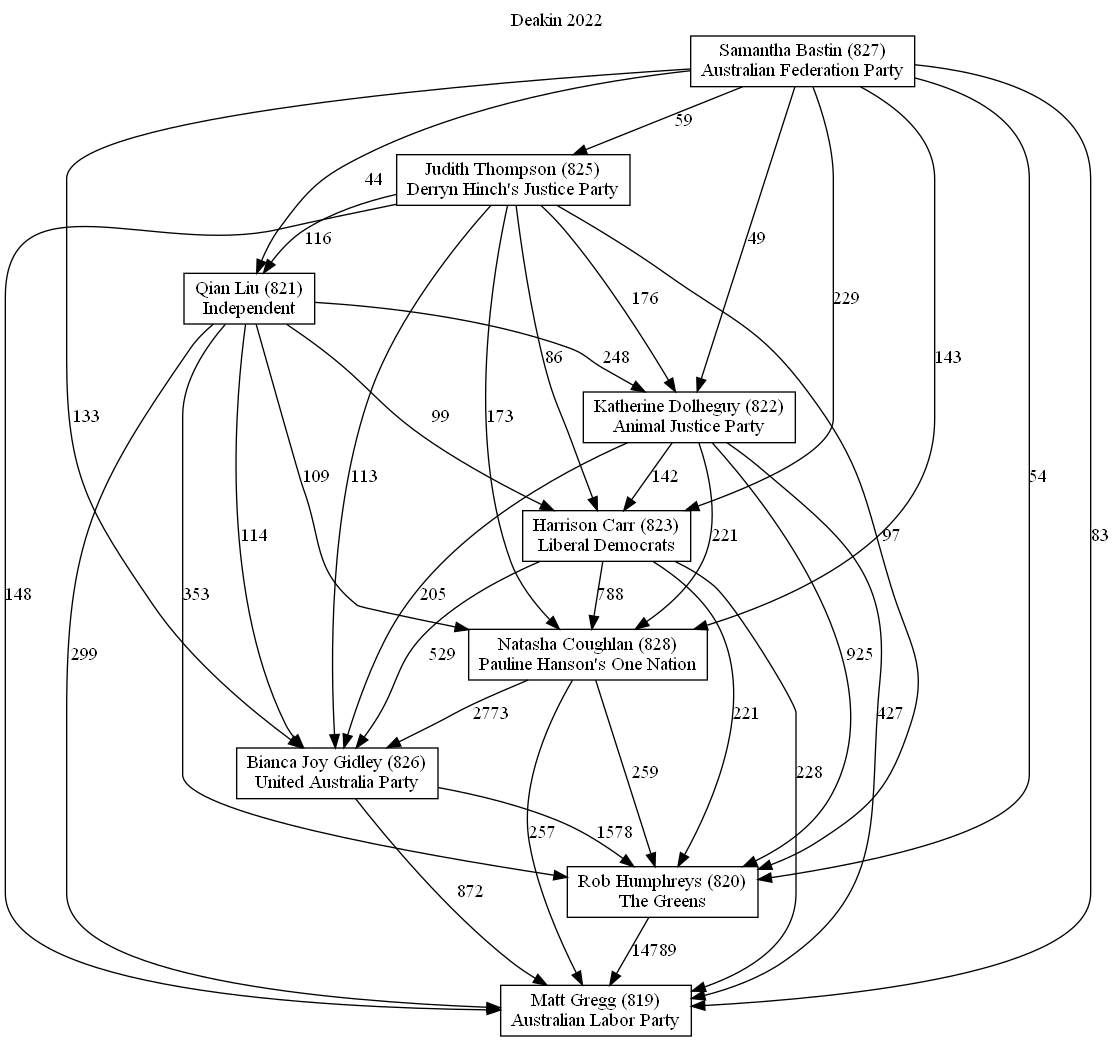 Deakin 2022
Samantha Bastin (827)
Australian Federation Party
59
Judith Thompson (825)
Derryn Hinch's Justice Party
44
116
49
Qian Liu (821)
Independent
176
229
86
248
99
143
Katherine Dolheguy (822)
Animal Justice Party
133
173
109
113
142
54
Harrison Carr (823)
Liberal Democrats
114
221
97
83
148
353
205
788
Natasha Coughlan (828)
Pauline Hanson's One Nation
299
529
925
2773
221
427
Bianca Joy Gidley (826)
United Australia Party
259
228
257
1578
Rob Humphreys (820)
The Greens
872
14789
Matt Gregg (819)
Australian Labor Party